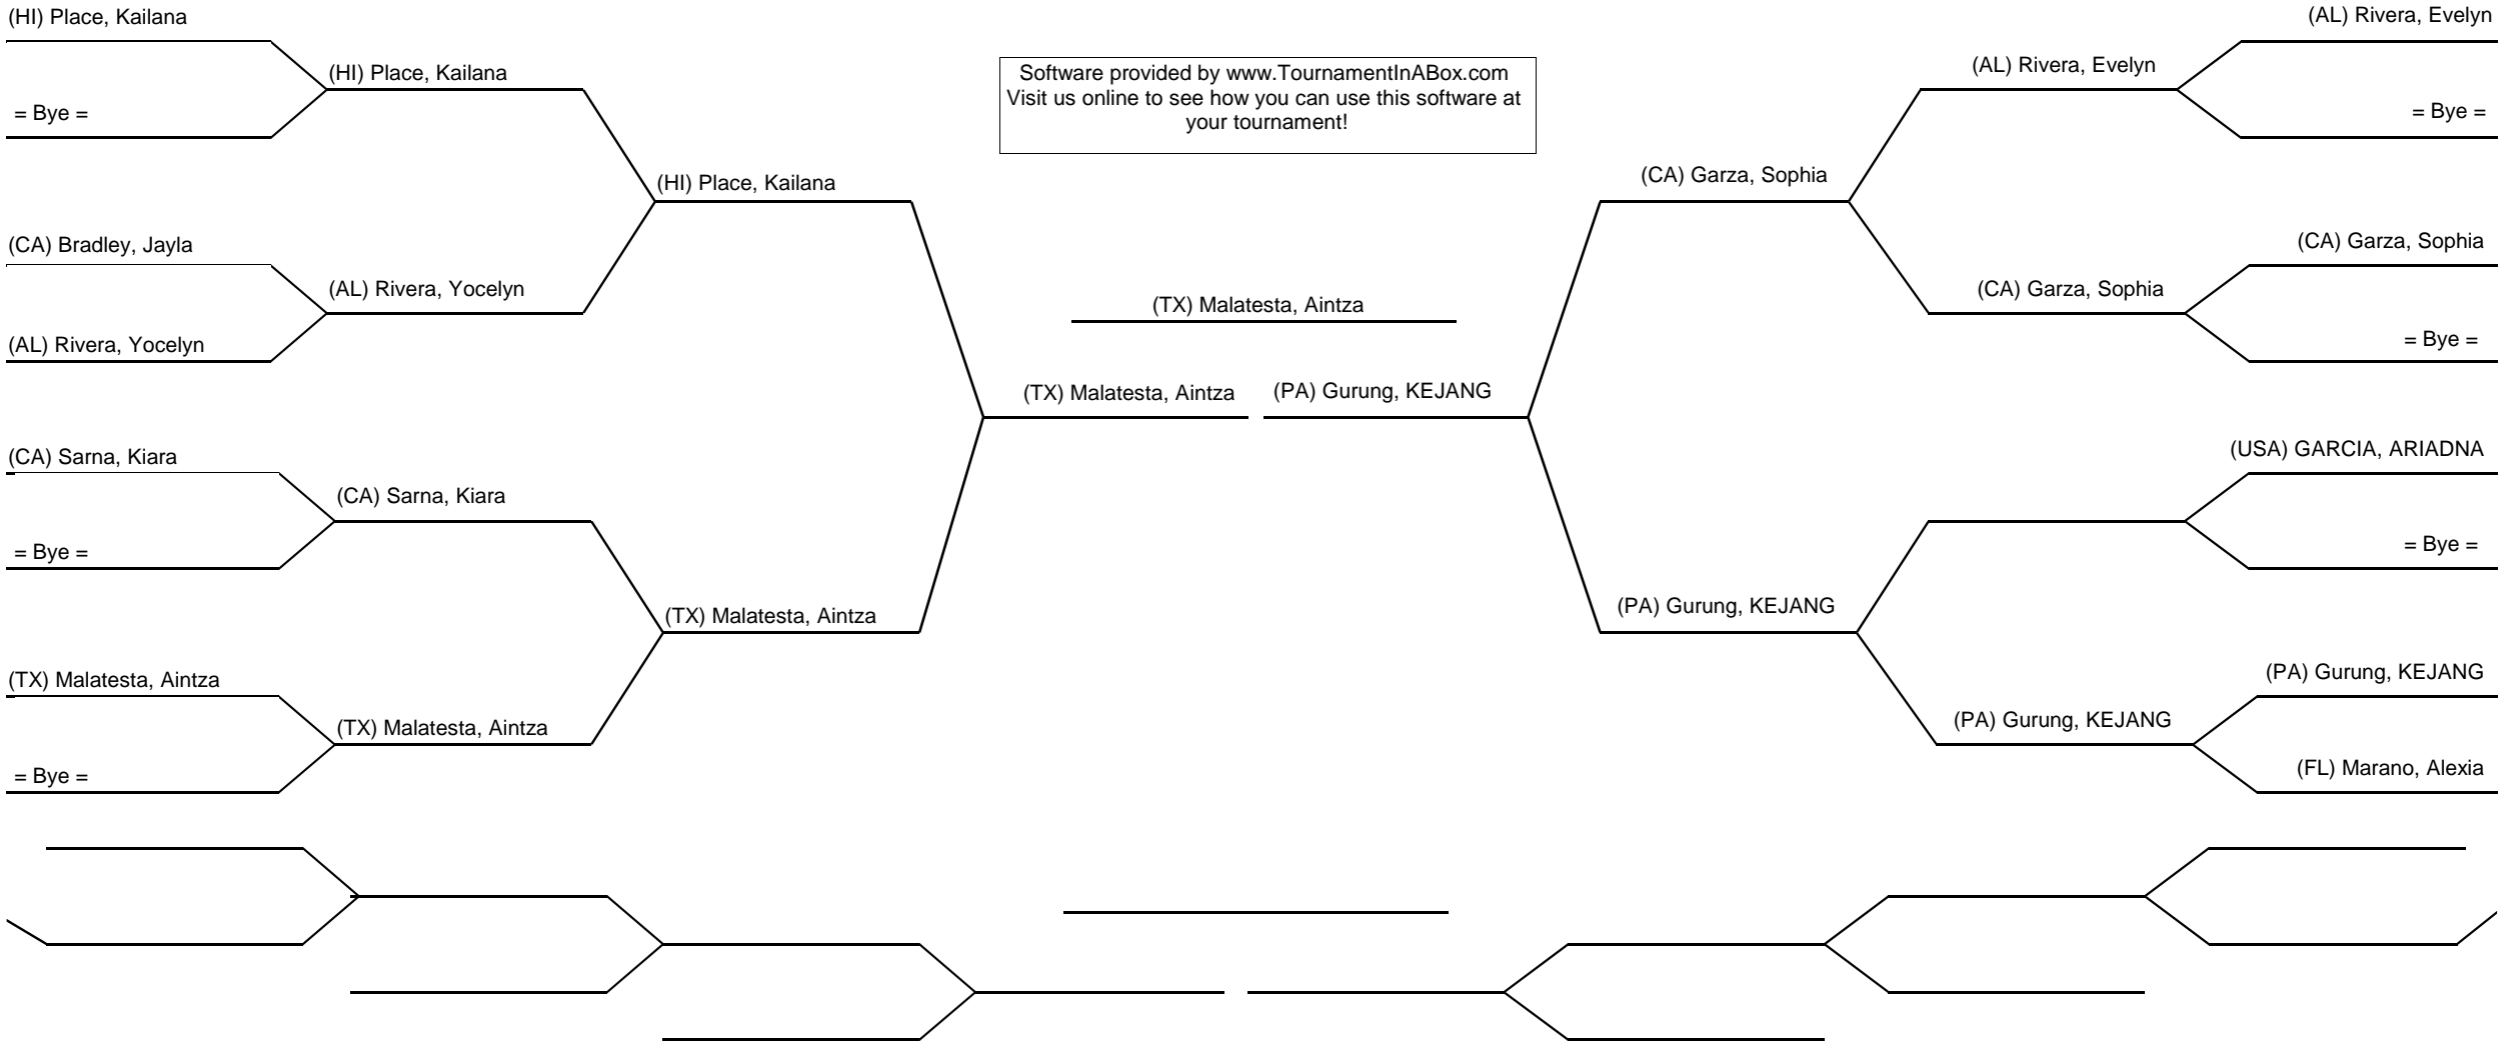 (HI) Place, Kailana
= Bye =
(CA) Bradley, Jayla
(AL) Rivera, Yocelyn
(CA) Sarna, Kiara
= Bye =
(TX) Malatesta, Aintza
= Bye =
(HI) Place, Kailana
(AL) Rivera, Yocelyn
(CA) Sarna, Kiara
(TX) Malatesta, Aintza
(HI) Place, Kailana
(TX) Malatesta, Aintza
Software provided by www.TournamentInABox.com
Visit us online to see how you can use this software at
your tournament!
(TX) Malatesta, Aintza
(TX) Malatesta, Aintza
(PA) Gurung, KEJANG
(CA) Garza, Sophia
(PA) Gurung, KEJANG
(AL) Rivera, Evelyn
(CA) Garza, Sophia
(PA) Gurung, KEJANG
(AL) Rivera, Evelyn
= Bye =
(CA) Garza, Sophia
= Bye =
(USA) GARCIA, ARIADNA
= Bye =
(PA) Gurung, KEJANG
(FL) Marano, Alexia